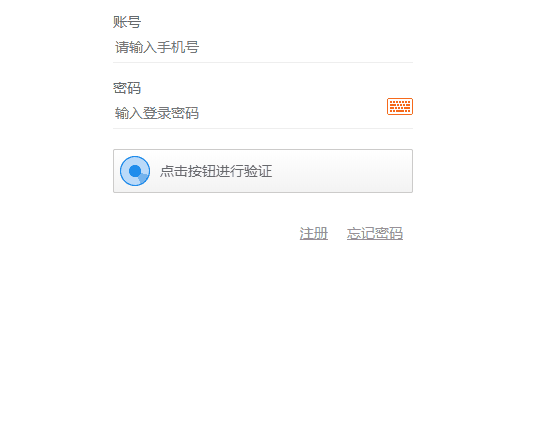 账号
请输入手机号
密码
输入登录密码
点击按钮进行验证
注册 忘记密码